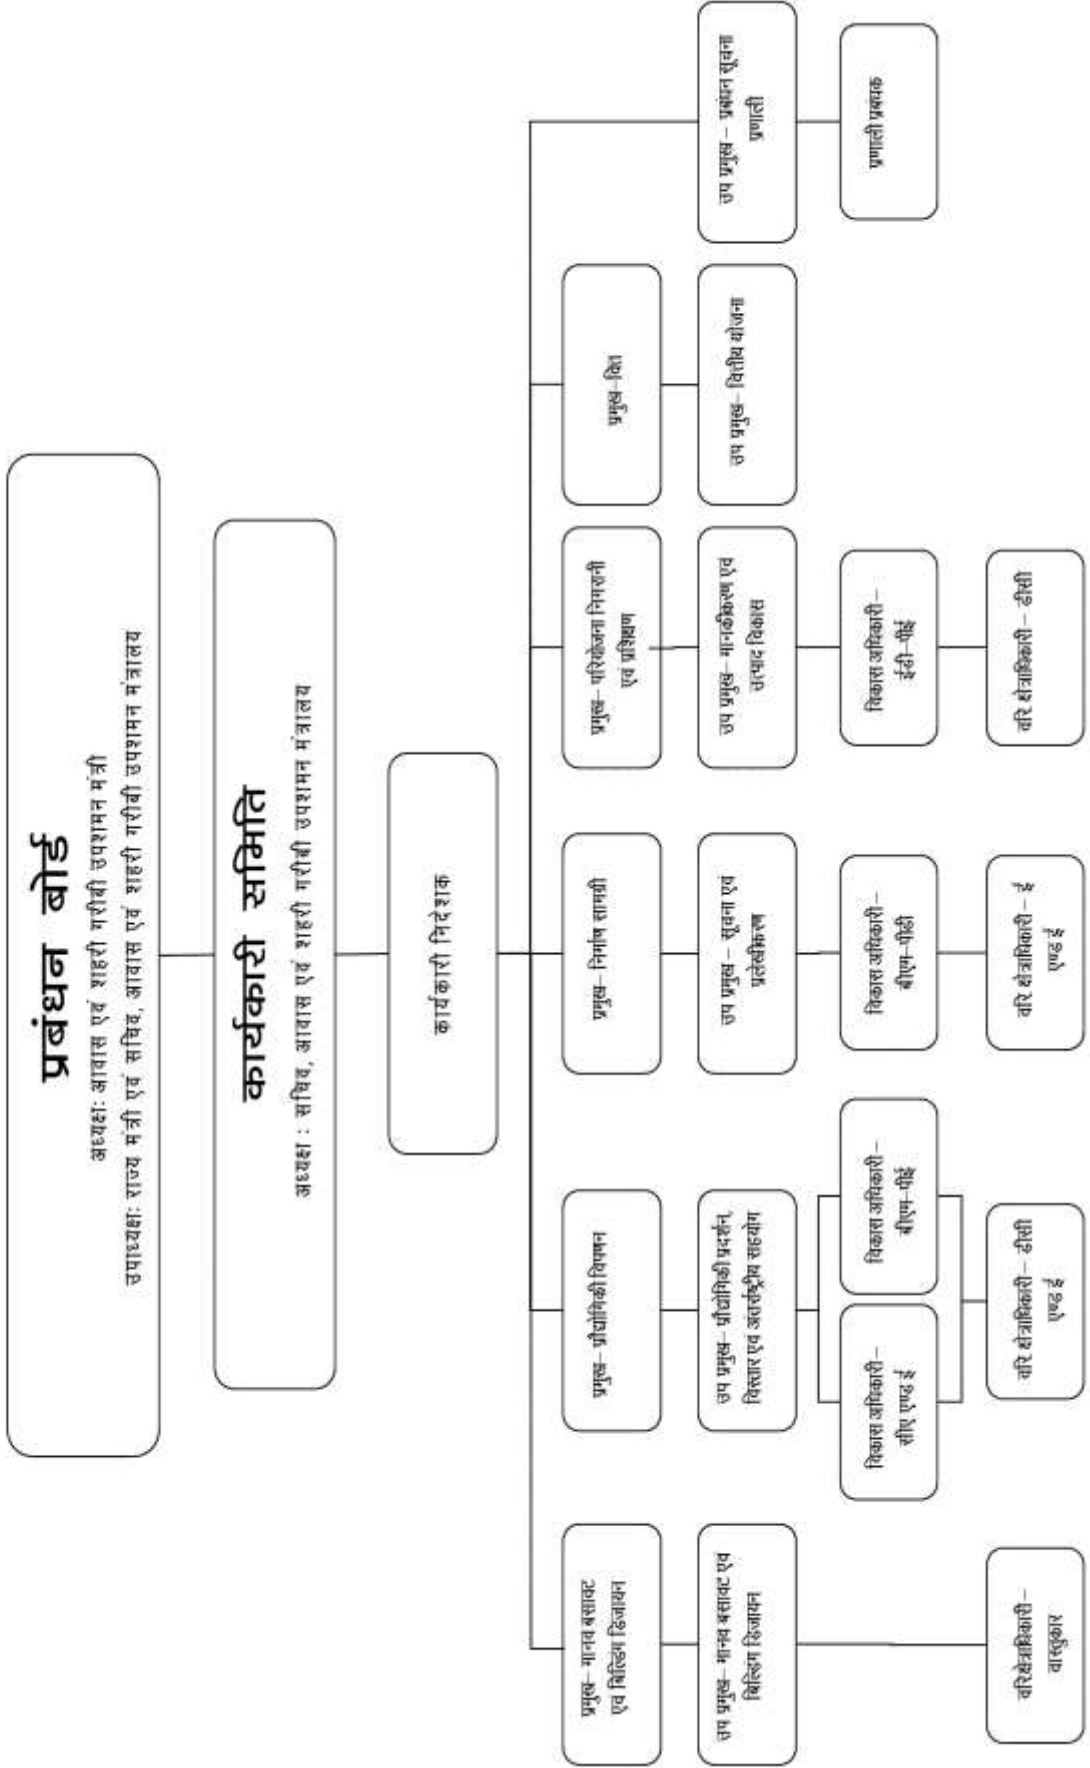 प्रबंधन बोर्ड
अध्यक्षः आवास एवं शहरी गरीबी उपशमन मंत्री
उपाध्यक्षः राज्य मंत्री एवं सचिव, आवास एवं शहरी गरीबी उपशमन मंत्रालय
कार्यकारी समिति
अध्यक्ष : सचिव, आवास एवं शहरी गरीबी उपशमन मंत्रालय
कार्यकारी निदेशक
प्रमुख– मानव बसावट
एवं बिल्डिंग डिजायन
प्रमुख– प्रौद्योगिकी विपणन
प्रमुख– निर्माण सामग्री
प्रमुख– परियोजना निगरानी
एवं प्रशिक्षण
प्रमुख–वित्त
उप प्रमुख– मानव बसावट एवं
बिल्डिंग डिजायन
उप प्रमुख– प्रौद्योगिकी प्रदर्शन,
विस्तार एवं अंतर्राष्ट्रीय सहयोग
उप प्रमुख – सूचना एवं
प्रलेखीकरण
उप प्रमुख– मानकीकरण एवं
उत्पाद विकास
उप प्रमुख– वित्तीय योजना
उप प्रमुख – प्रबंधन सूचना
प्रणाली
विकास अधिकारी–
सीए एण्ड ई
विकास अधिकारी–
बीएम–पीई
विकास अधिकारी–
बीएम–पीडी
विकास अधिकारी–
ईडी–पीई
प्रणाली प्रबंधक
वरिक्षेत्राधिकारी–
वास्तुकार
वरि क्षेत्राधिकारी – टीसी
एण्ड ई
वरि क्षेत्राधिकारी – ई
एण्ड ई
वरि क्षेत्राधिकारी – टीसी